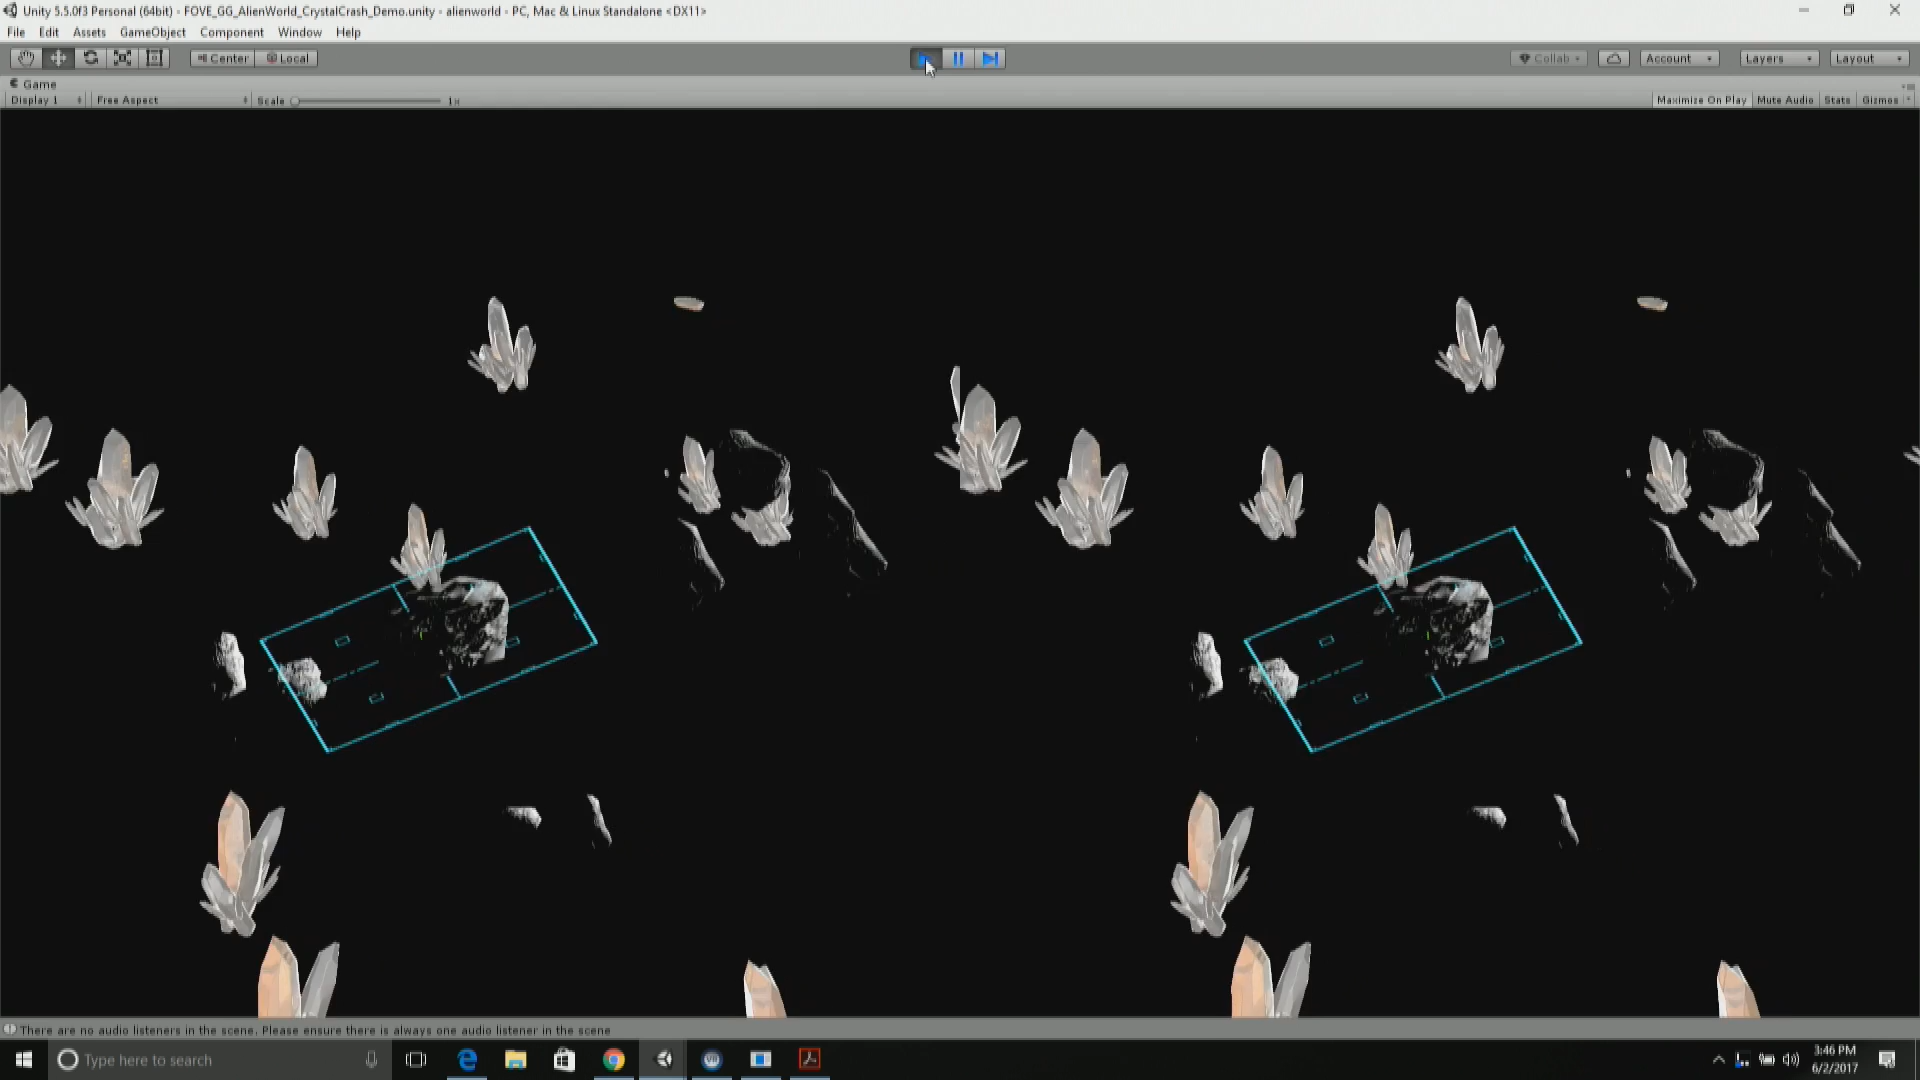 Unity 5.5.0f3 Personal (64bit) - FOVE_GG_AlienWorld_CrystalCrash_Demo.unity - alienworld - PC, Mac & Linux Standalone <DX11>
File Edit Assets GameObject Component Window Help
Center Local Collab Account Layers Layout
Game
Display 1 Free Aspect Scale 1x Maximize On Play Mute Audio Stats Gizmos
There are no audio listeners in the scene. Please ensure there is always one audio listener in the scene
Type here to search
3:46 PM
6/2/2017